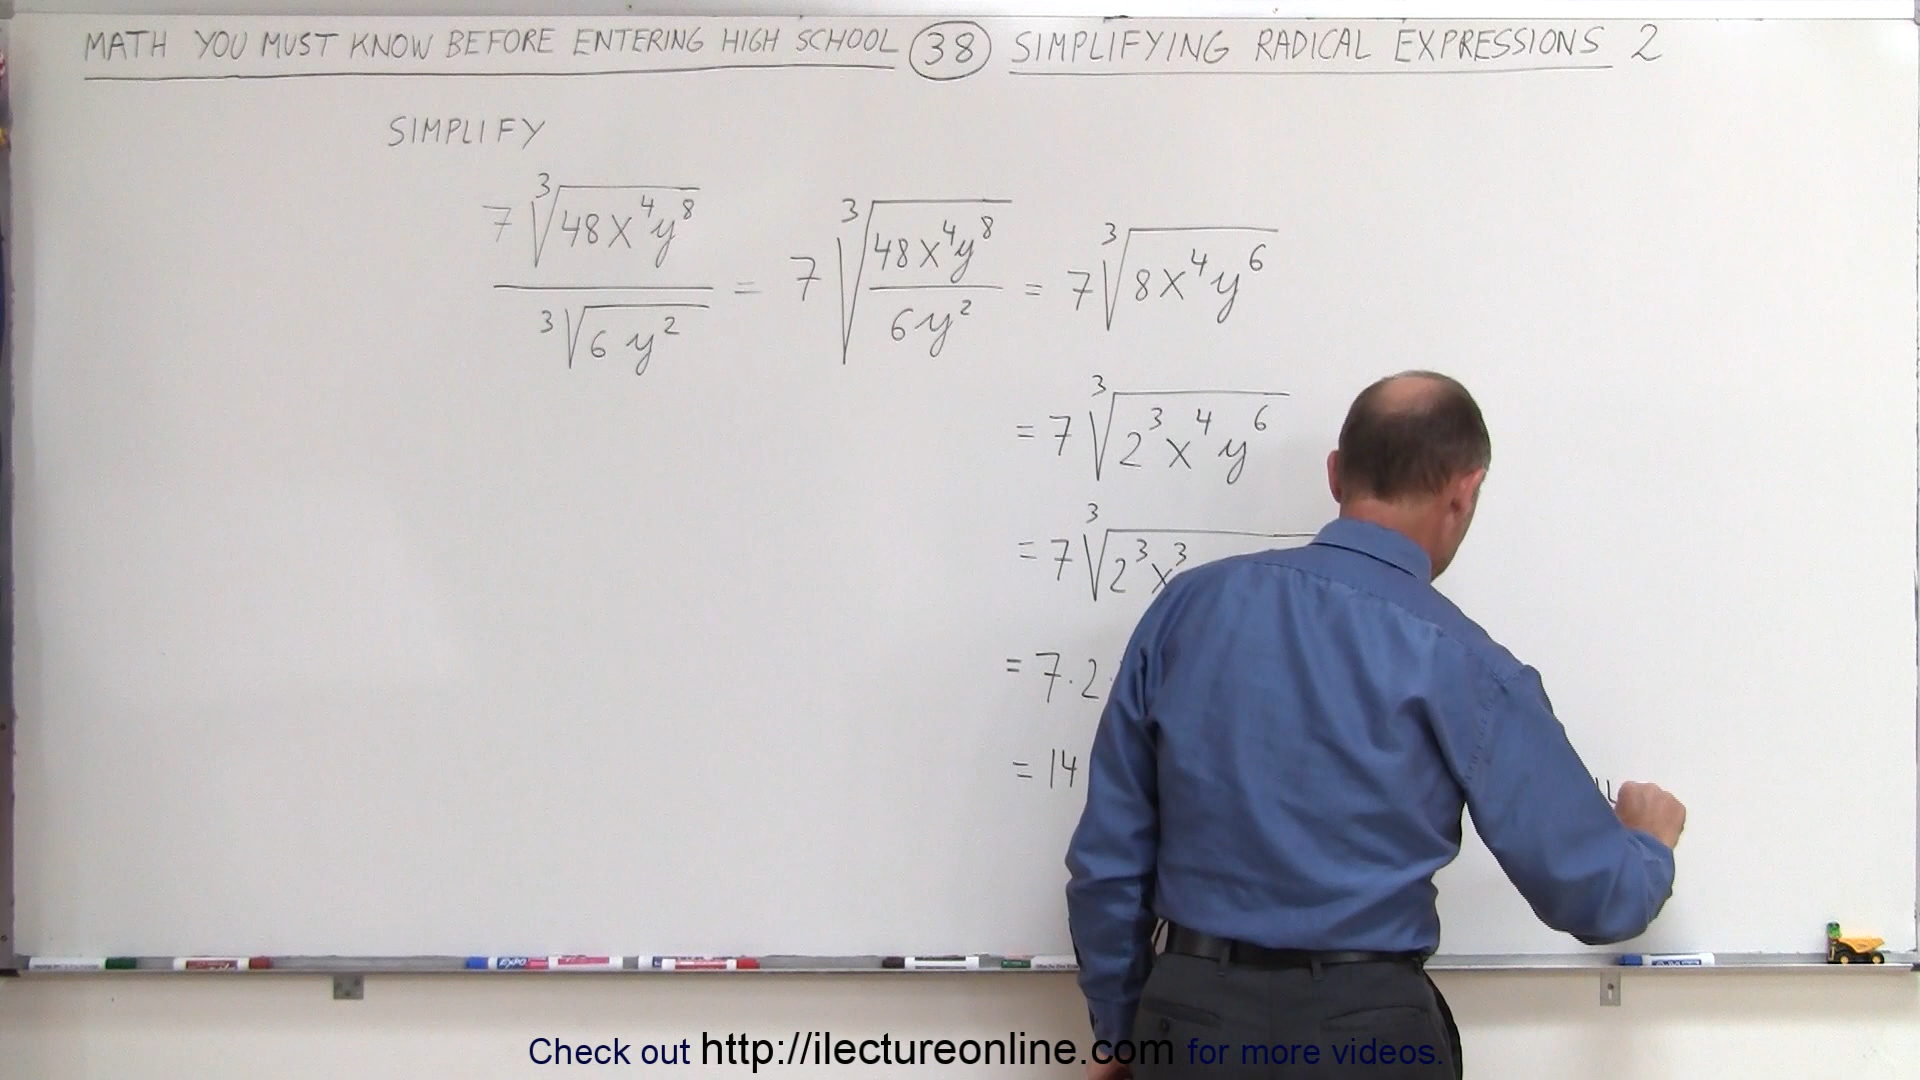 MATH YOU MUST KNOW BEFORE ENTERING HIGH SCHOOL 38 SIMPLIFYING RADICAL EXPRESSIONS 2
SIMPLIFY
7∛(48x⁴y⁸) / ∛(6y²) = 7∛(48x⁴y⁸ / 6y²) = 7∛(8x⁴y⁶)
= 7∛(2³x⁴y⁶)
= 7∛(2³x³
= 7·2·
= 14
EXPO
Check out http://ilectureonline.com for more videos.